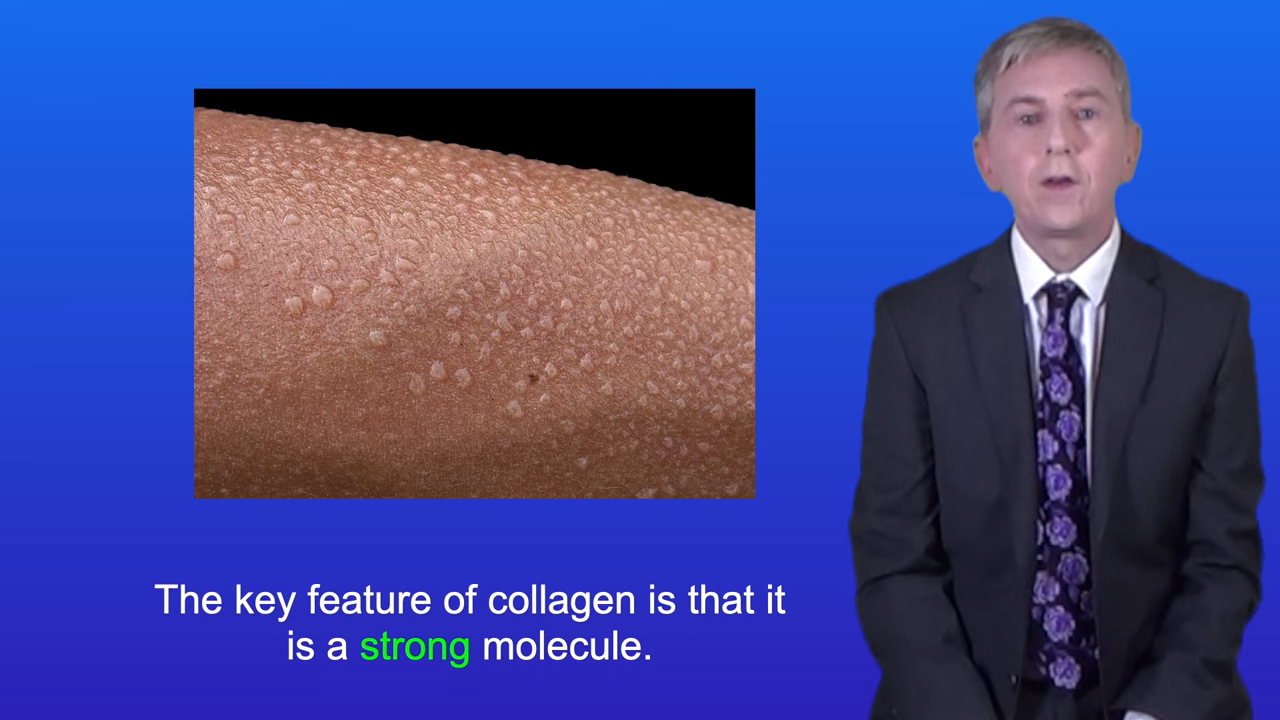 The key feature of collagen is that it
is a strong molecule.